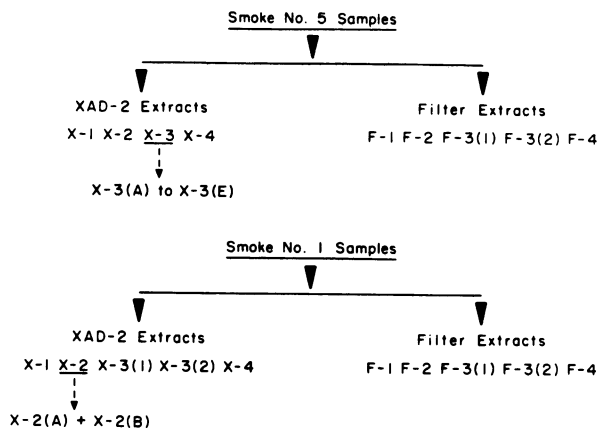 Smoke No. 5 Samples
XAD-2 Extracts
Filter Extracts
X-1 X-2 X-3 X-4
F-1 F-2 F-3(1) F-3(2) F-4
X-3(A) to X-3(E)
Smoke No. 1 Samples
XAD-2 Extracts
Filter Extracts
X-1 X-2 X-3(1) X-3(2) X-4
F-1 F-2 F-3(1) F-3(2) F-4
X-2(A) + X-2(B)